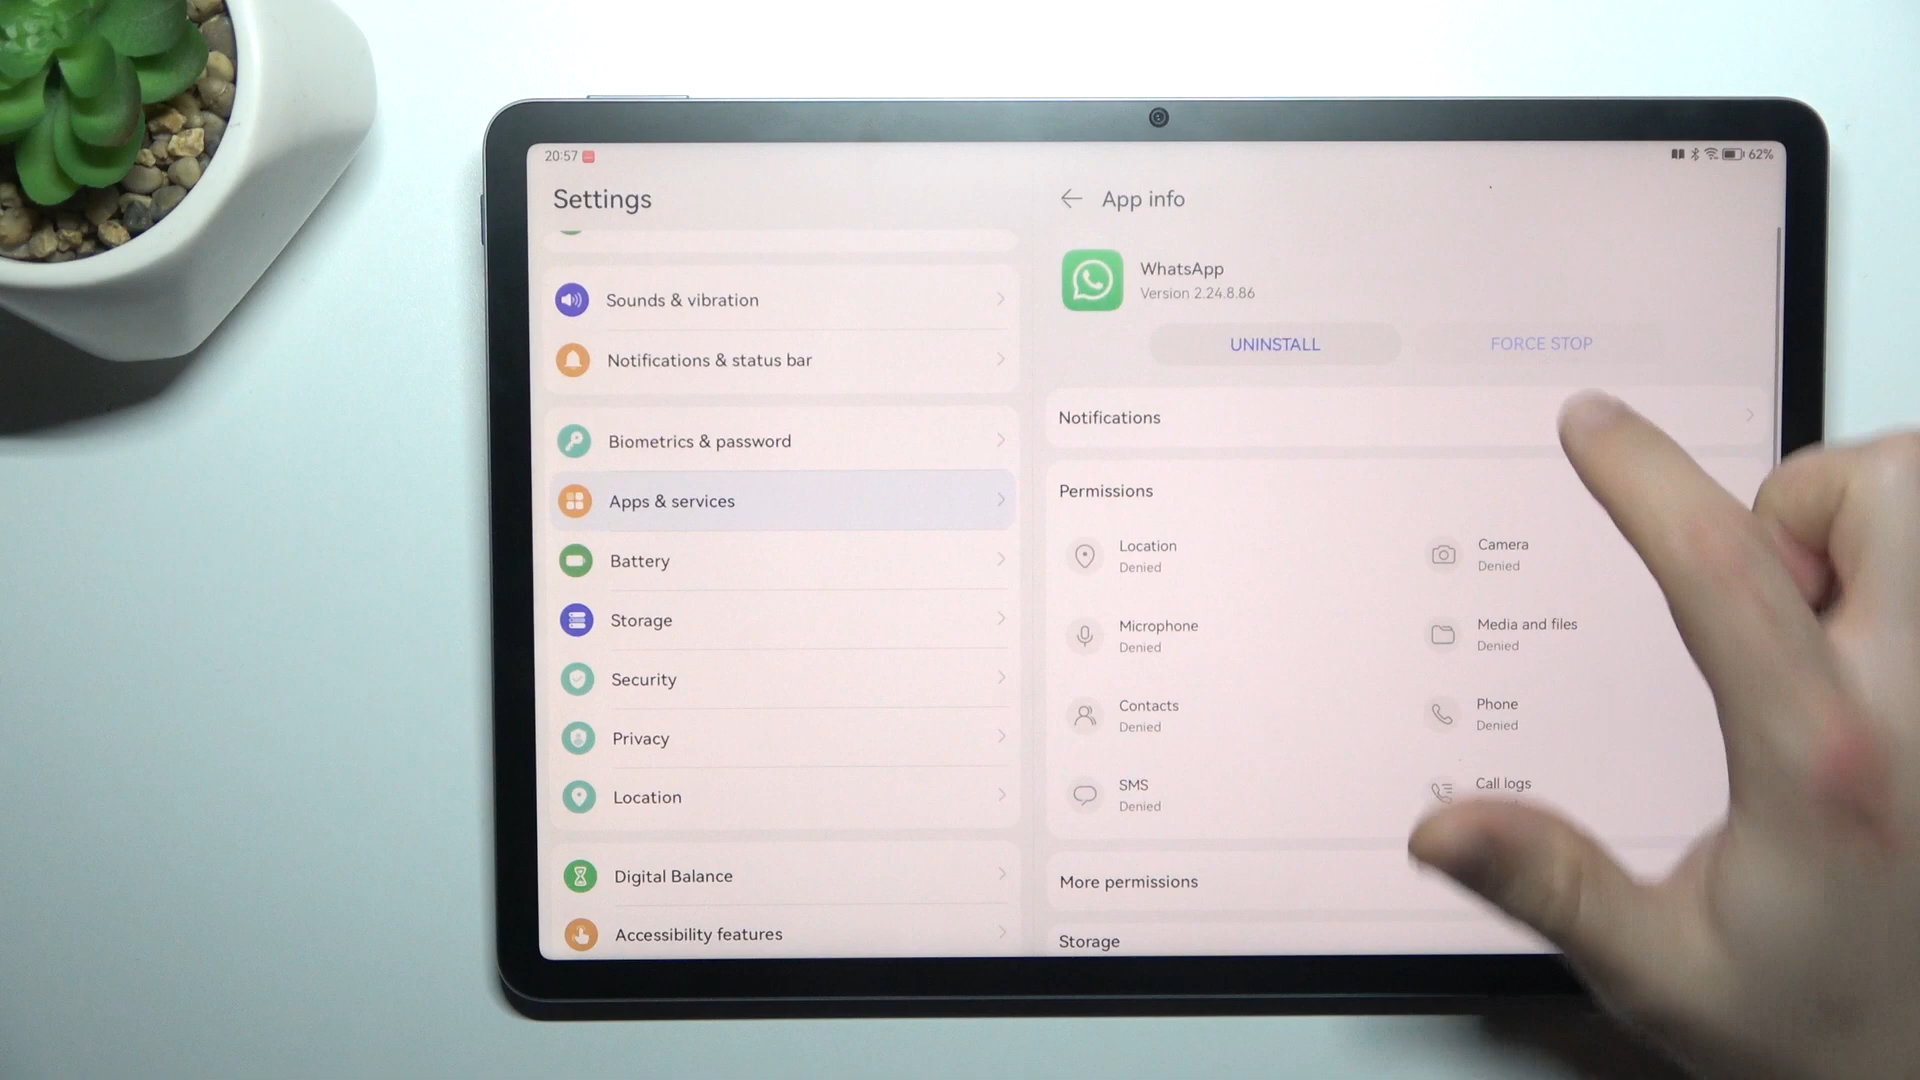 20:57
62%
Settings
Sounds & vibration
Notifications & status bar
Biometrics & password
Apps & services
Battery
Storage
Security
Privacy
Location
Digital Balance
Accessibility features
App info
WhatsApp
Version 2.24.8.86
UNINSTALL
FORCE STOP
Notifications
Permissions
Location
Denied
Camera
Denied
Microphone
Denied
Media and files
Denied
Contacts
Denied
Phone
Denied
SMS
Denied
Call logs
More permissions
Storage